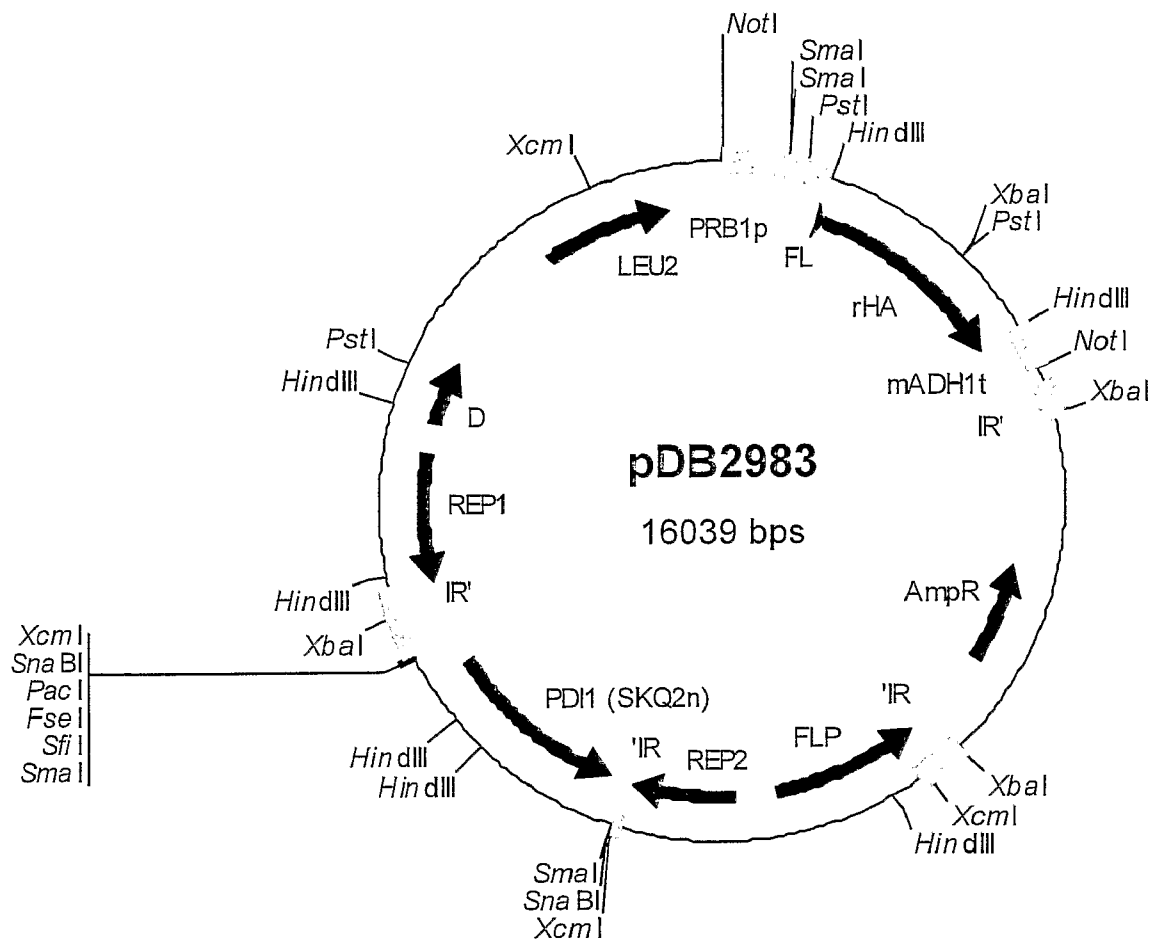 NotI
SmaI
SmaI
PstI
HindIII
XcmI
XbaI
PstI
PRB1p
LEU2
FL
rHA
HindIII
NotI
PstI
HindIII
mADH1t
XbaI
IR'
D
pDB2983
REP1
16039 bps
AmpR
HindIII
IR'
XbaI
XcmI
SnaBI
PacI
FseI
SfiI
SmaI
PDI1 (SKQ2n)
'IR
'IR
REP2
FLP
HindIII
HindIII
XbaI
XcmI
HindIII
SmaI
SnaBI
XcmI